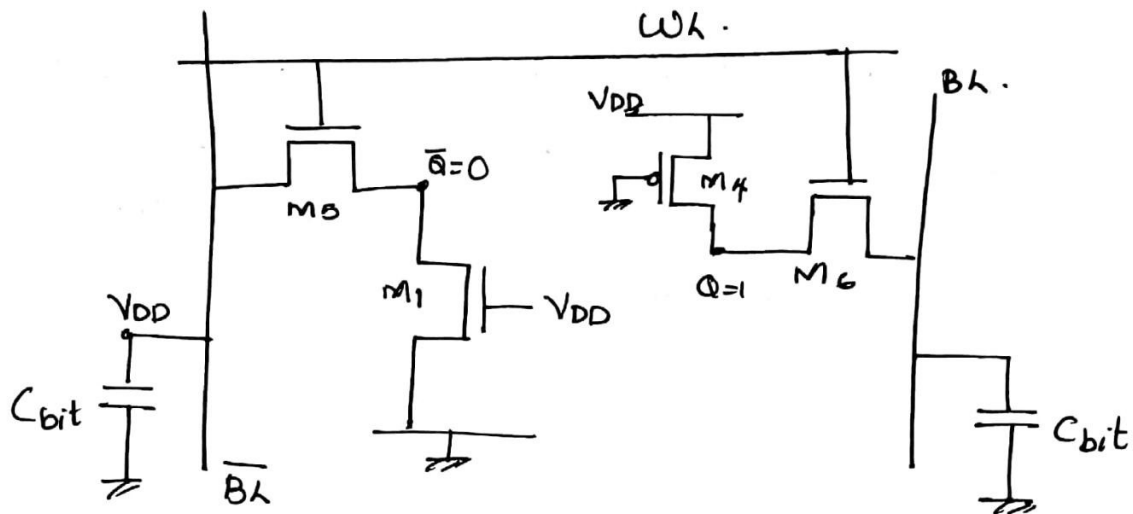 WL.
BL.
VDD
Q̅=0
M4
M5
M6
Q=1
M1
VDD
VDD
Cbit
Cbit
B̅L̅